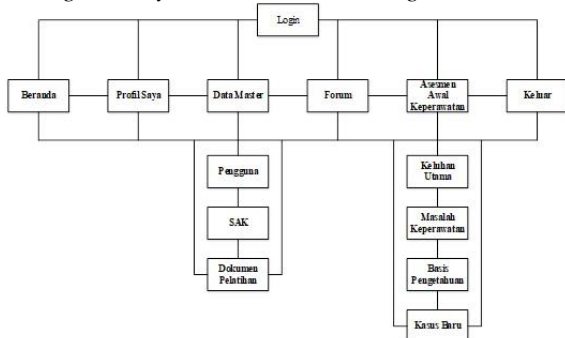 Login
Beranda
Profil Saya
Data Master
Forum
Asesmen
Awal
Keperawatan
Keluar
Pengguna
SAK
Dokumen
Pelatihan
Keluhan
Utama
Masalah
Keperawatan
Basis
Pengetahuan
Kasus Baru